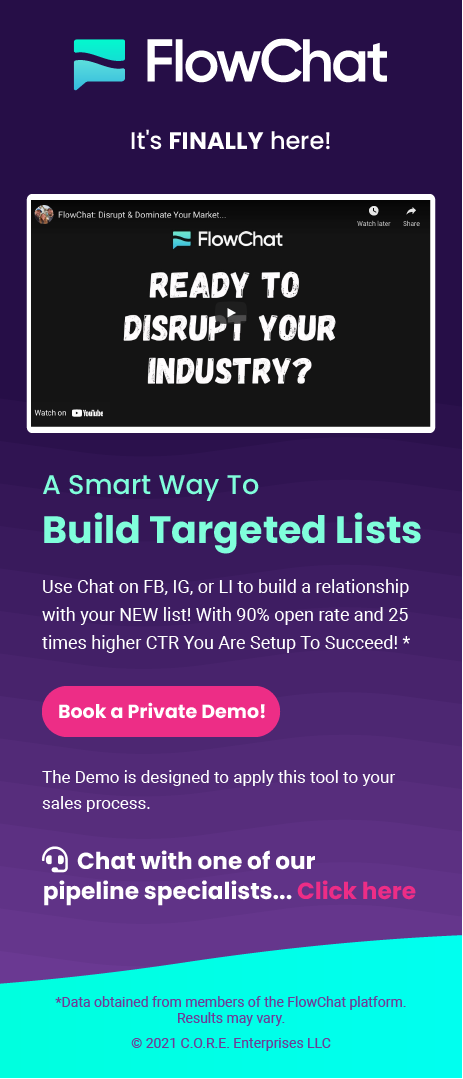 FlowChat
It's FINALLY here!
FlowChat: Disrupt & Dominate Your Market...
Watch later
Share
FlowChat
READY TO
DISRUPT YOUR
INDUSTRY?
Watch on YouTube
A Smart Way To
Build Targeted Lists
Use Chat on FB, IG, or LI to build a relationship
with your NEW list! With 90% open rate and 25
times higher CTR You Are Setup To Succeed! *
Book a Private Demo!
The Demo is designed to apply this tool to your
sales process.
Chat with one of our
pipeline specialists... Click here
*Data obtained from members of the FlowChat platform.
Results may vary.
© 2021 C.O.R.E. Enterprises LLC